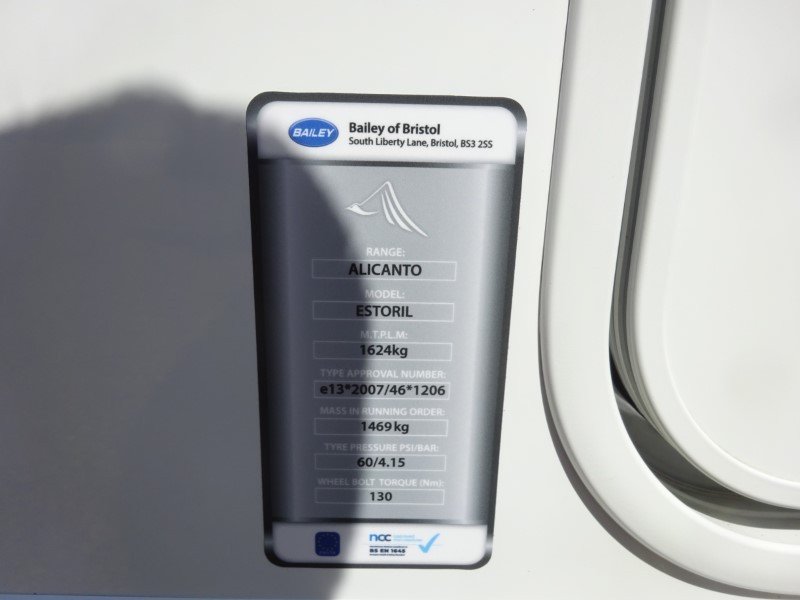 BAILEY
Bailey of Bristol
South Liberty Lane, Bristol, BS3 2SS
RANGE:
ALICANTO
MODEL:
ESTORIL
M.T.P.L.M:
1624kg
TYPE APPROVAL NUMBER:
e13*2007/46*1206
MASS IN RUNNING ORDER:
1469kg
TYRE PRESSURE PSI/BAR:
60/4.15
WHEEL BOLT TORQUE (Nm):
130
ncc
BS EN 1645